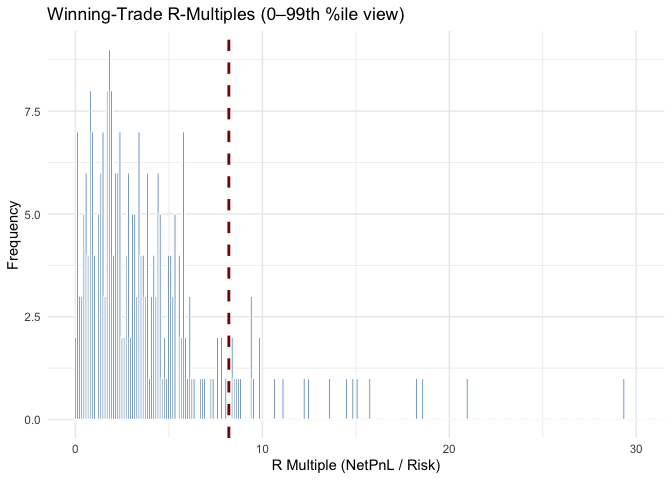 Winning-Trade R-Multiples (0–99th %ile view)
Frequency
7.5
5.0
2.5
0.0
0
10
20
30
R Multiple (NetPnL / Risk)